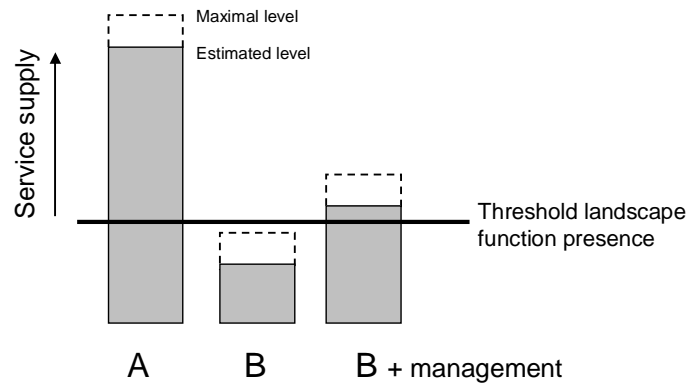 Maximal level
Estimated level
Service supply
Threshold landscape
function presence
A
B
B + management